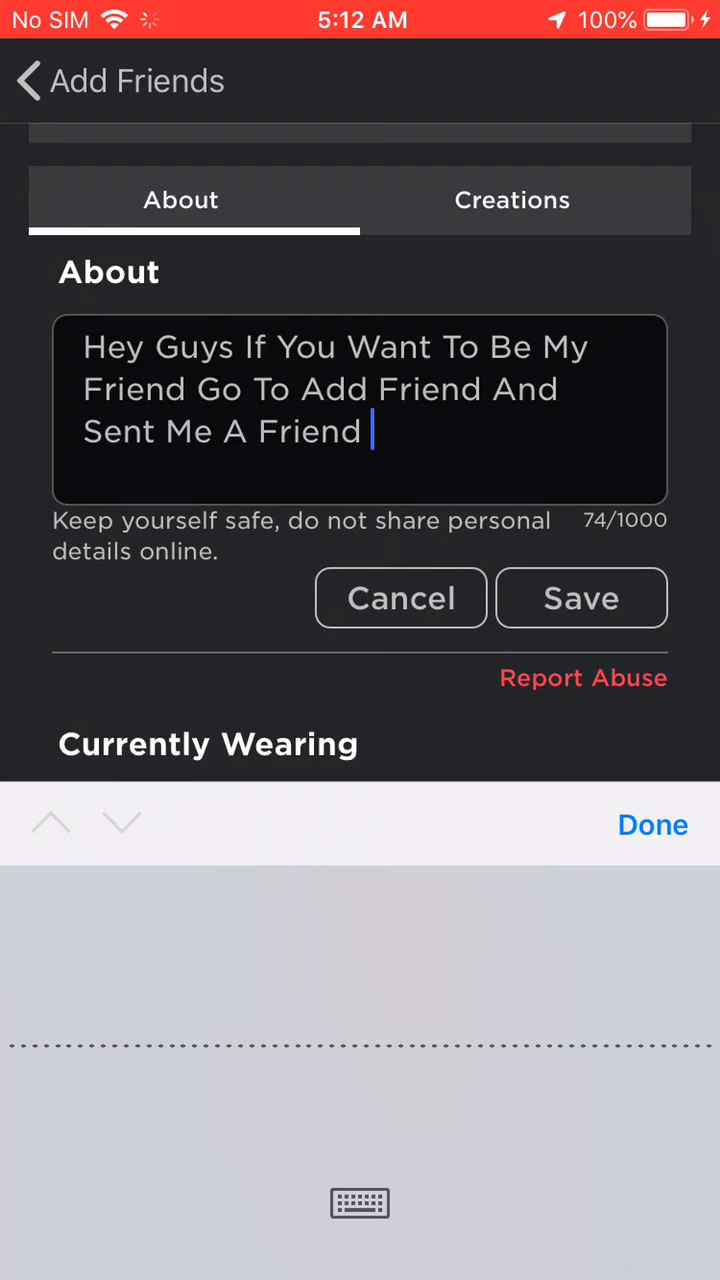 No SIM 5:12 AM 100%
Add Friends
About Creations
About
Hey Guys If You Want To Be My
Friend Go To Add Friend And
Sent Me A Friend
Keep yourself safe, do not share personal 74/1000
details online.
Cancel Save
Report Abuse
Currently Wearing
Done